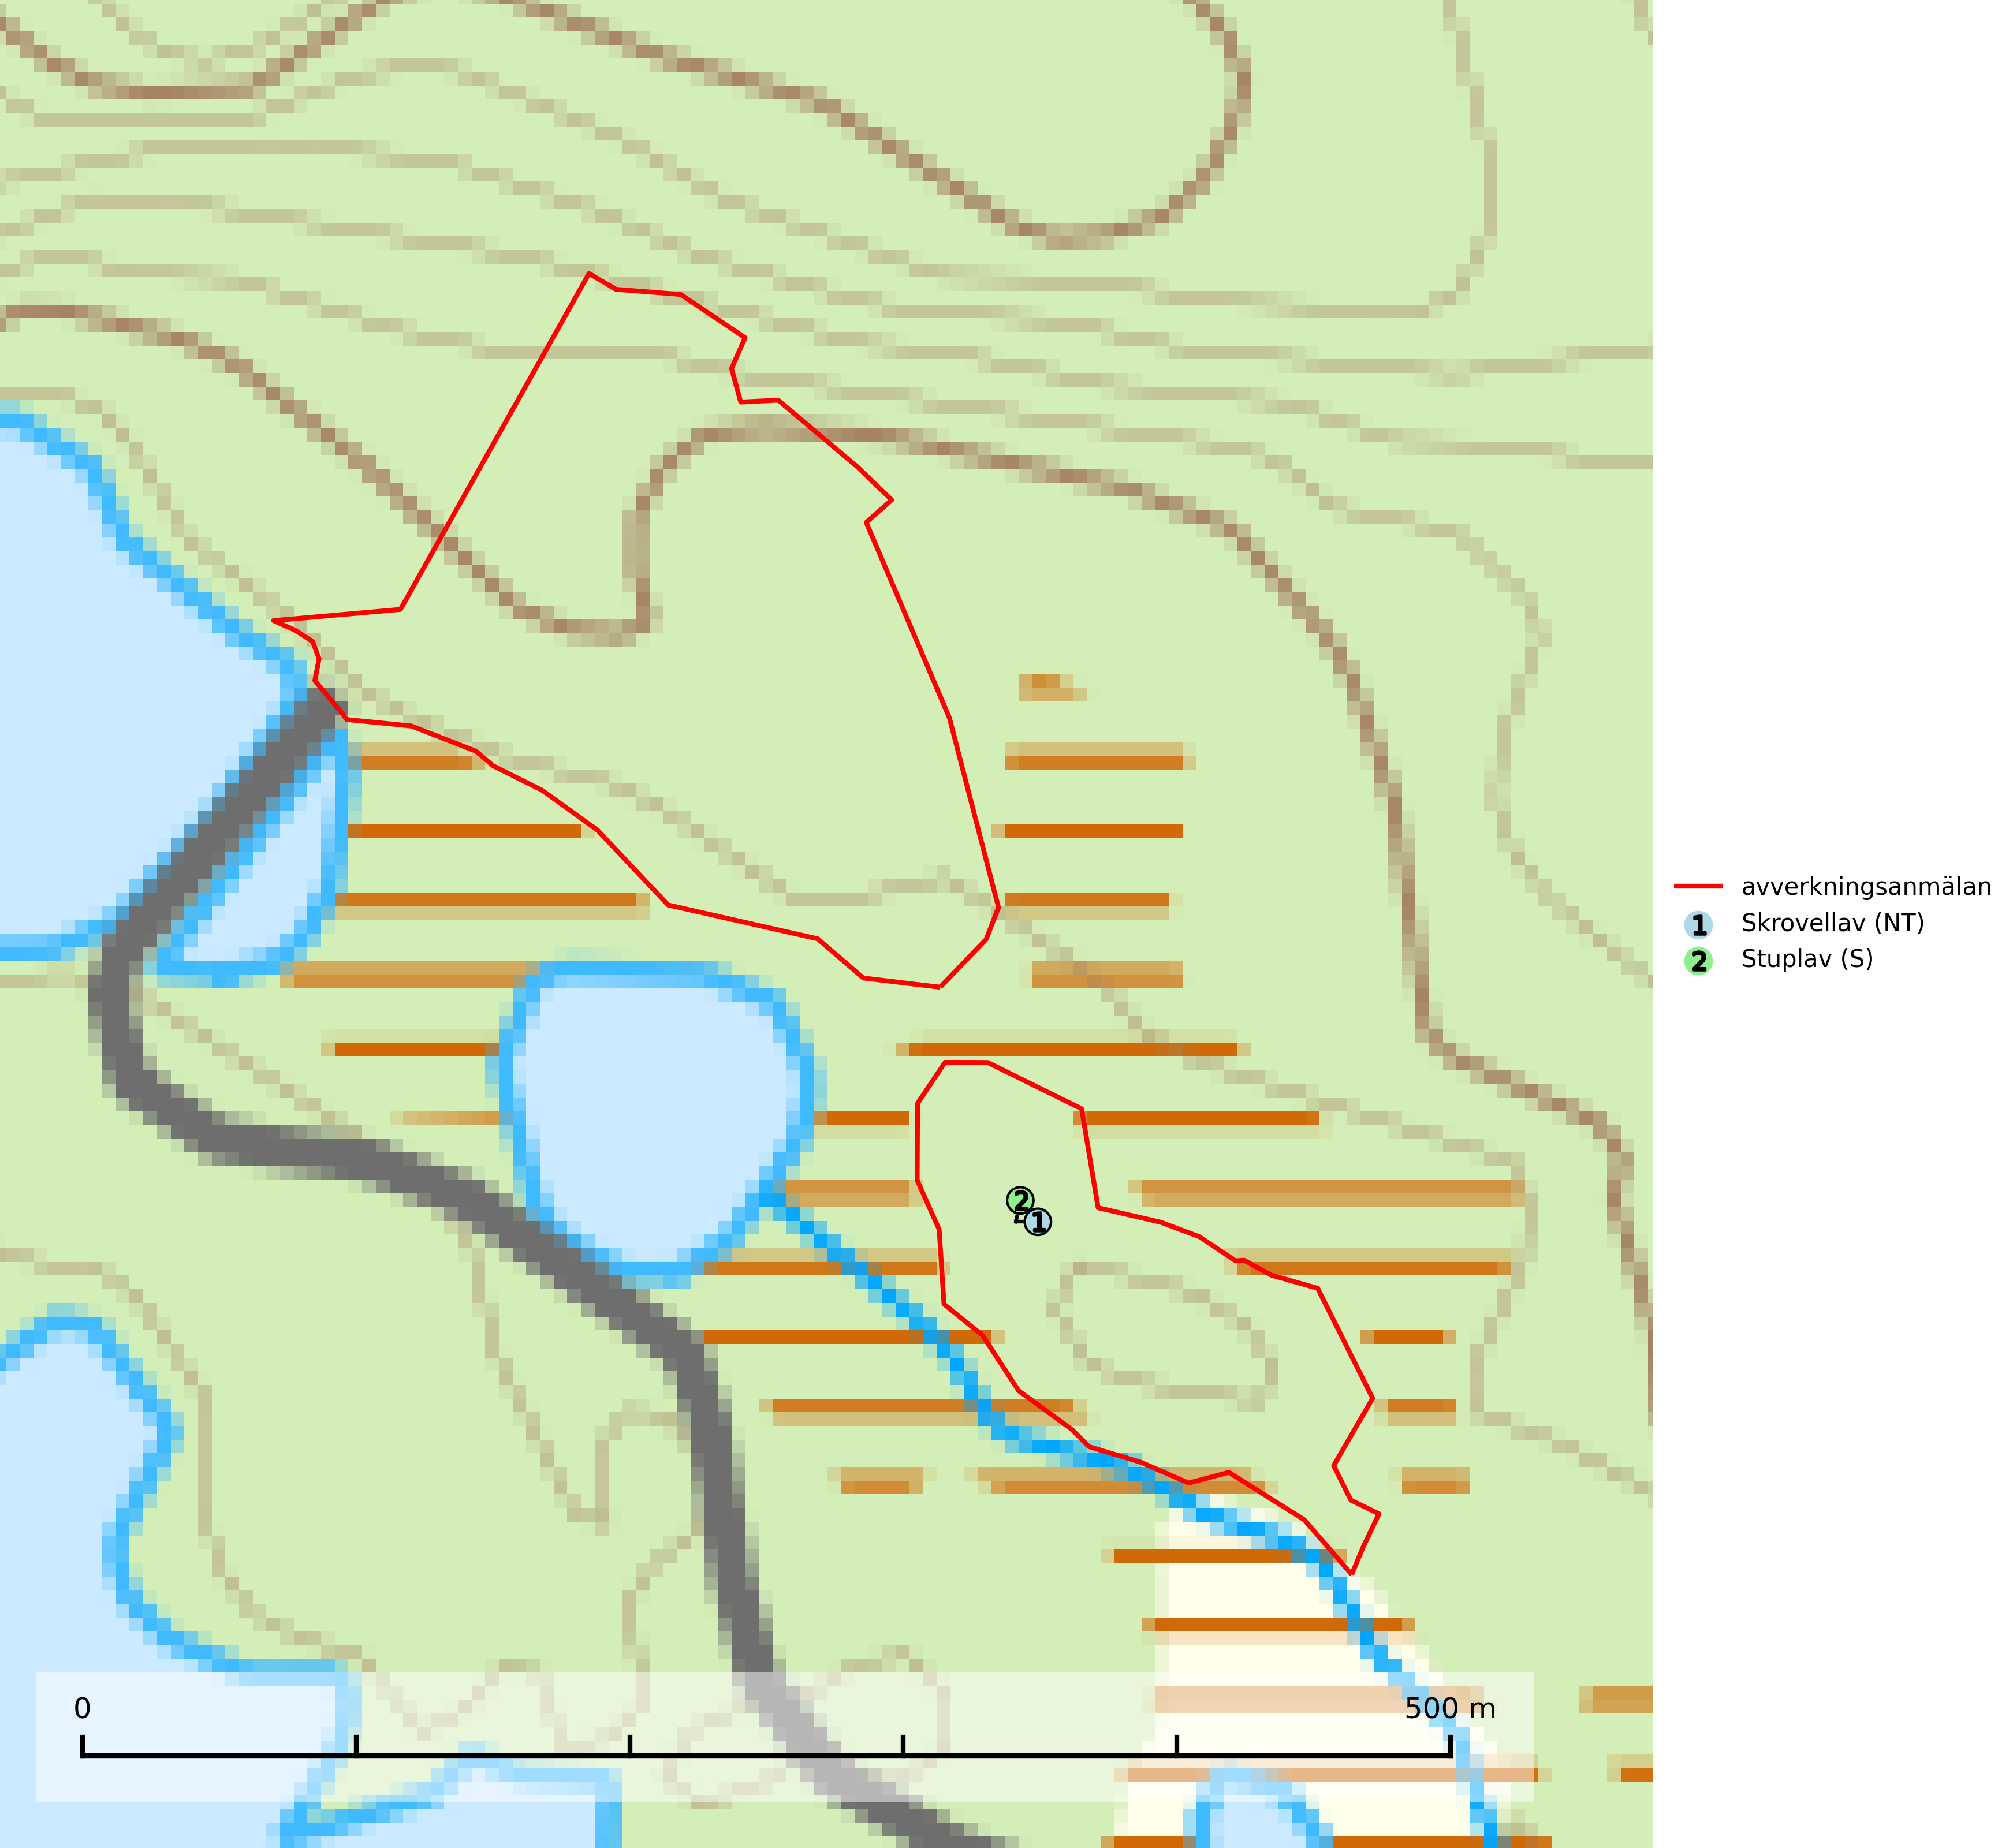 2
1
avverkningsanmälan
1 Skrovellav (NT)
2 Stuplav (S)
0 500 m